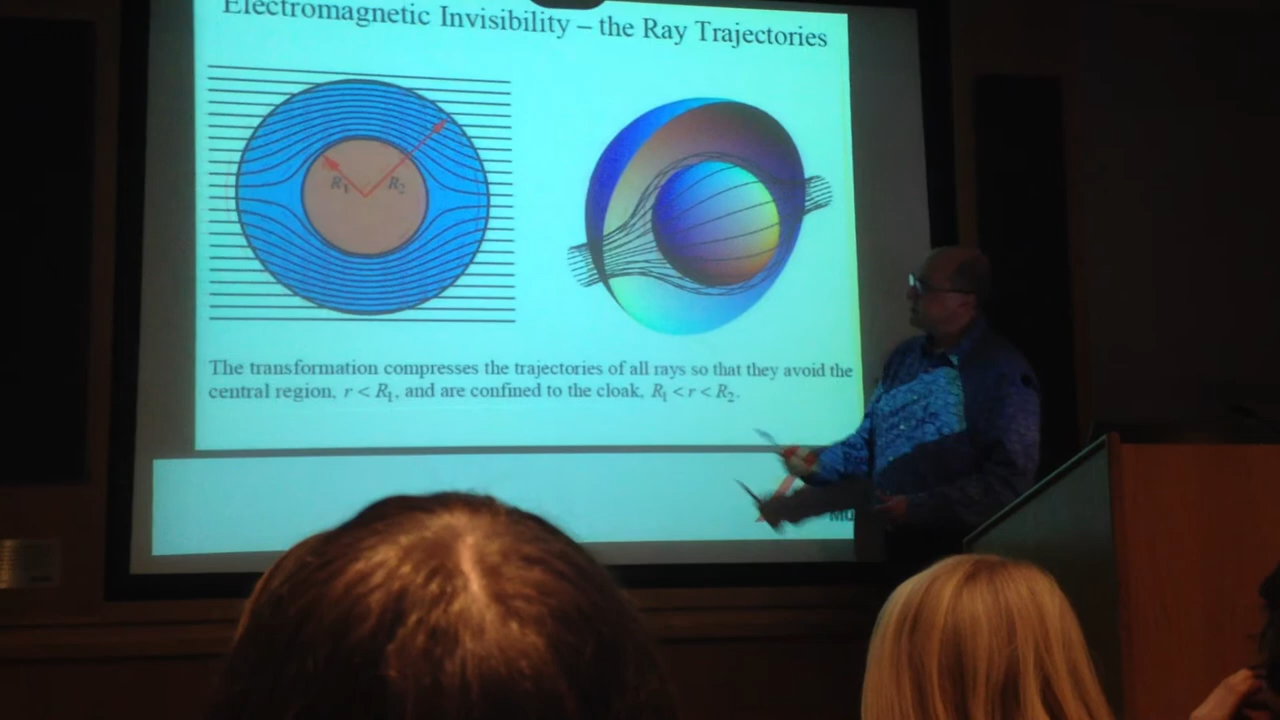 Electromagnetic Invisibility – the Ray Trajectories
R₁
R₂
The transformation compresses the trajectories of all rays so that they avoid the
central region, r < R₁, and are confined to the cloak, R₁ < r < R₂.